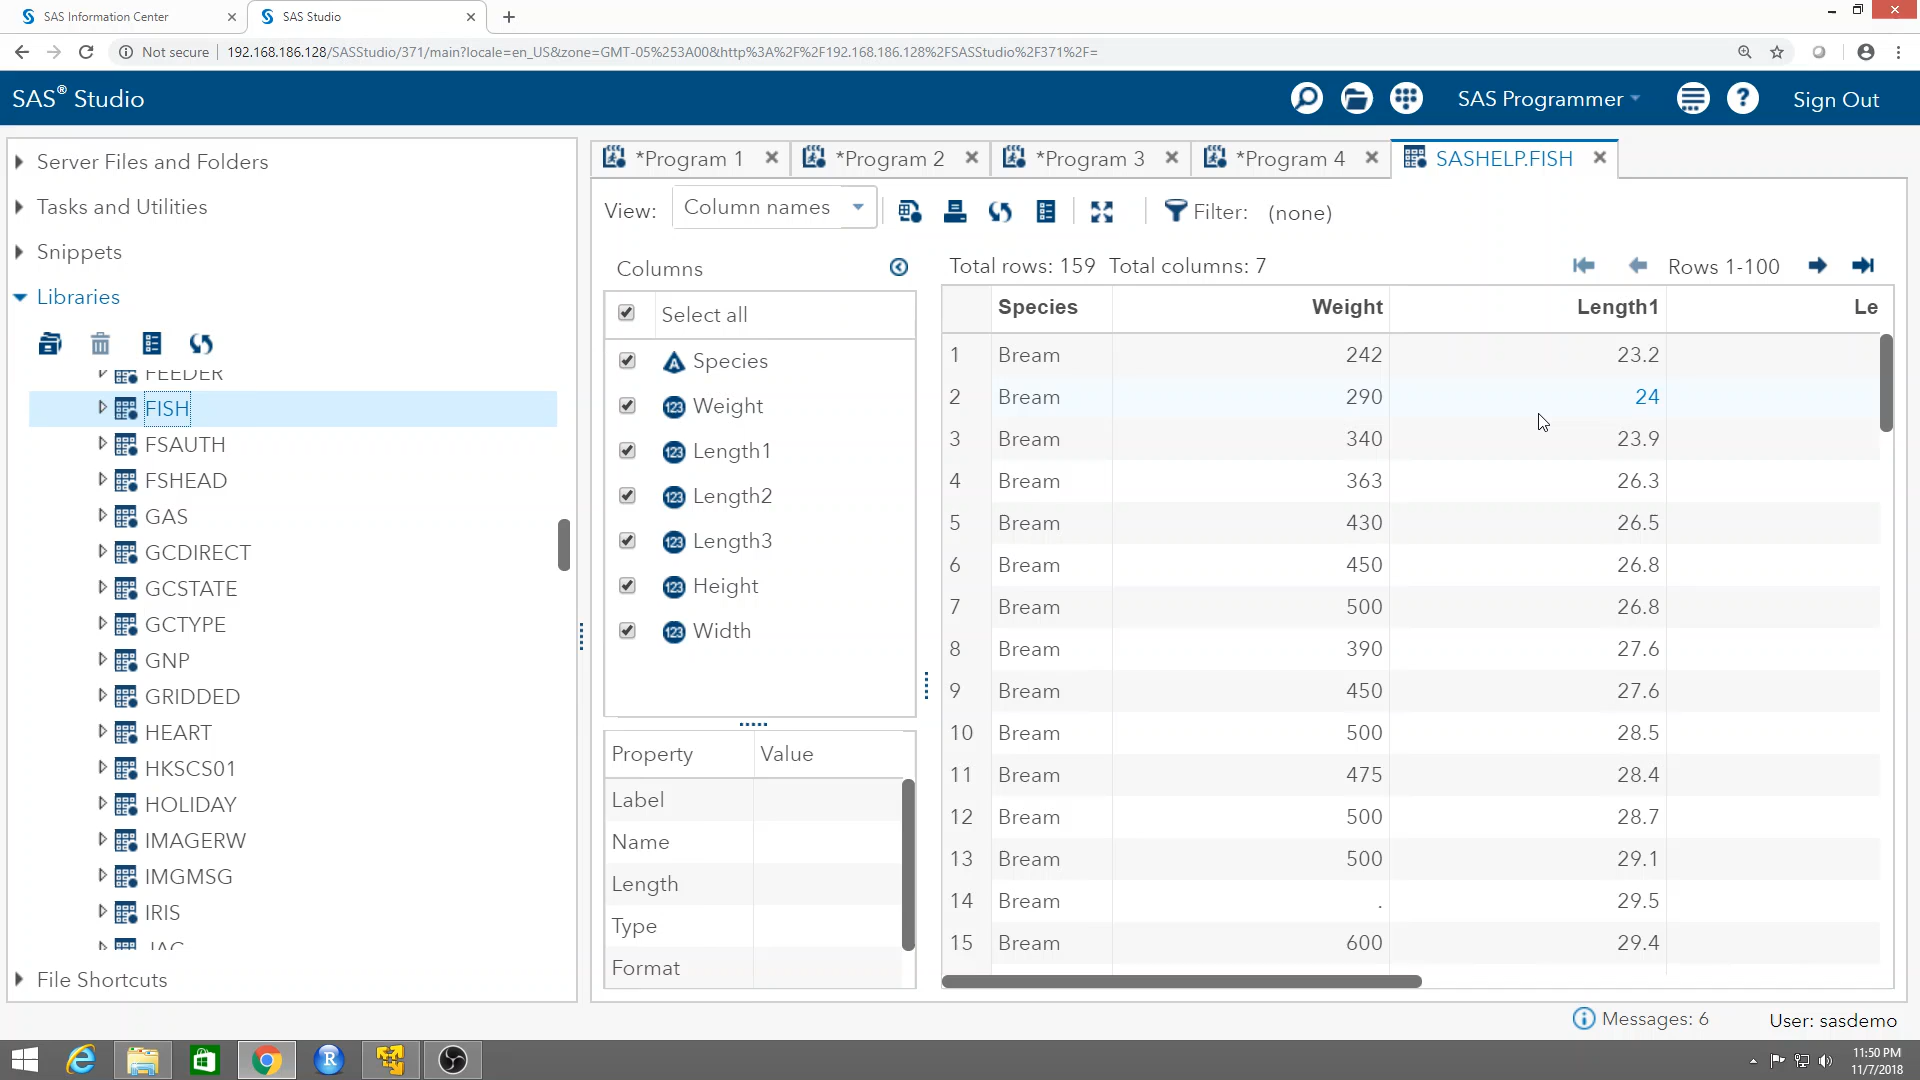 SAS Information Center
SAS Studio
Not secure
192.168.186.128/SASStudio/371/main?locale=en_US&zone=GMT-05%253A00&http%3A%2F%2F192.168.186.128%2FSASStudio%2F371%2F=
SAS® Studio
SAS Programmer
Sign Out
Server Files and Folders
Tasks and Utilities
Snippets
Libraries
FEEDER
FISH
FSAUTH
FSHEAD
GAS
GCDIRECT
GCSTATE
GCTYPE
GNP
GRIDDED
HEART
HKSCS01
HOLIDAY
IMAGERW
IMGMSG
IRIS
File Shortcuts
*Program 1
*Program 2
*Program 3
*Program 4
SASHELP.FISH
View: Column names
Filter: (none)
Columns
Select all
Species
Weight
Length1
Length2
Length3
Height
Width
Property Value
Label
Name
Length
Type
Format
Total rows: 159 Total columns: 7
Rows 1-100
Species Weight Length1 Le
1 Bream 242 23.2
2 Bream 290 24
3 Bream 340 23.9
4 Bream 363 26.3
5 Bream 430 26.5
6 Bream 450 26.8
7 Bream 500 26.8
8 Bream 390 27.6
9 Bream 450 27.6
10 Bream 500 28.5
11 Bream 475 28.4
12 Bream 500 28.7
13 Bream 500 29.1
14 Bream . 29.5
15 Bream 600 29.4
Messages: 6
User: sasdemo
11:50 PM
11/7/2018